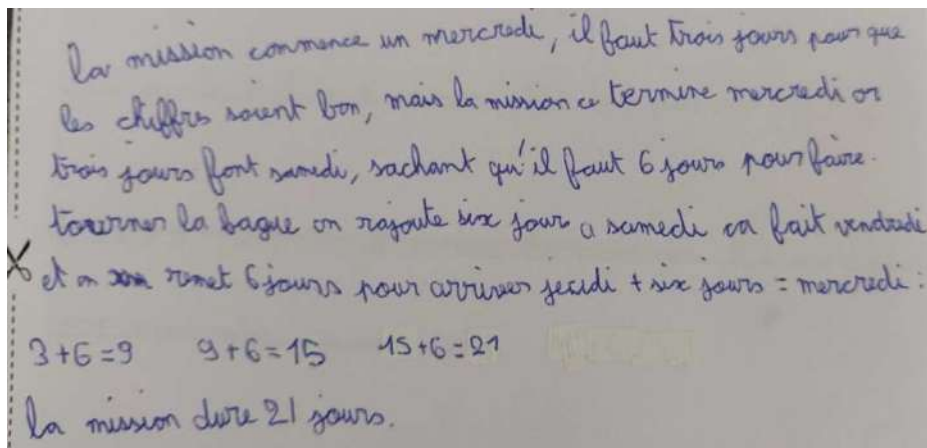 la mission commence un mercredi, il faut trois jours pour que
les chiffres soient bon, mais la mission ce termine mercredi or
trois jours font samedi, sachant qu'il faut 6 jours pour faire.
tourner la bague on rajoute six jour a samedi ca fait vendredi
et on remet 6 jours pour arriver jeudi + six jours = mercredi :
3+6=9 9+6=15 15+6=21
la mission dure 21 jours.